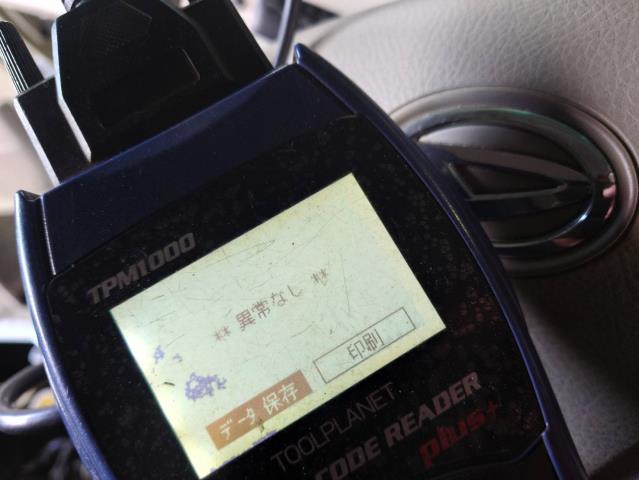 TPM1000
** 異常なし **
データ保存
印刷
TOOLPLANET
CODE READER
plus+